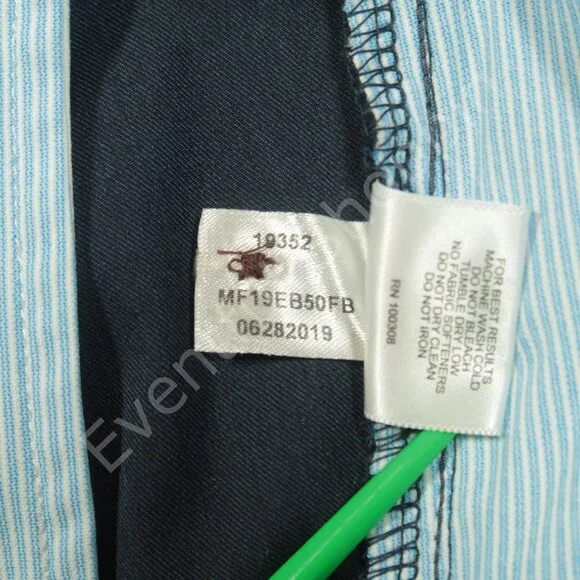 19352
MF19EB50FB
06282019
FOR BEST RESULTS
MACHINE WASH COLD
DO NOT BLEACH
TUMBLE DRY LOW
NO FABRIC SOFTENERS
DO NOT DRY CLEAN
DO NOT IRON
RN 100308